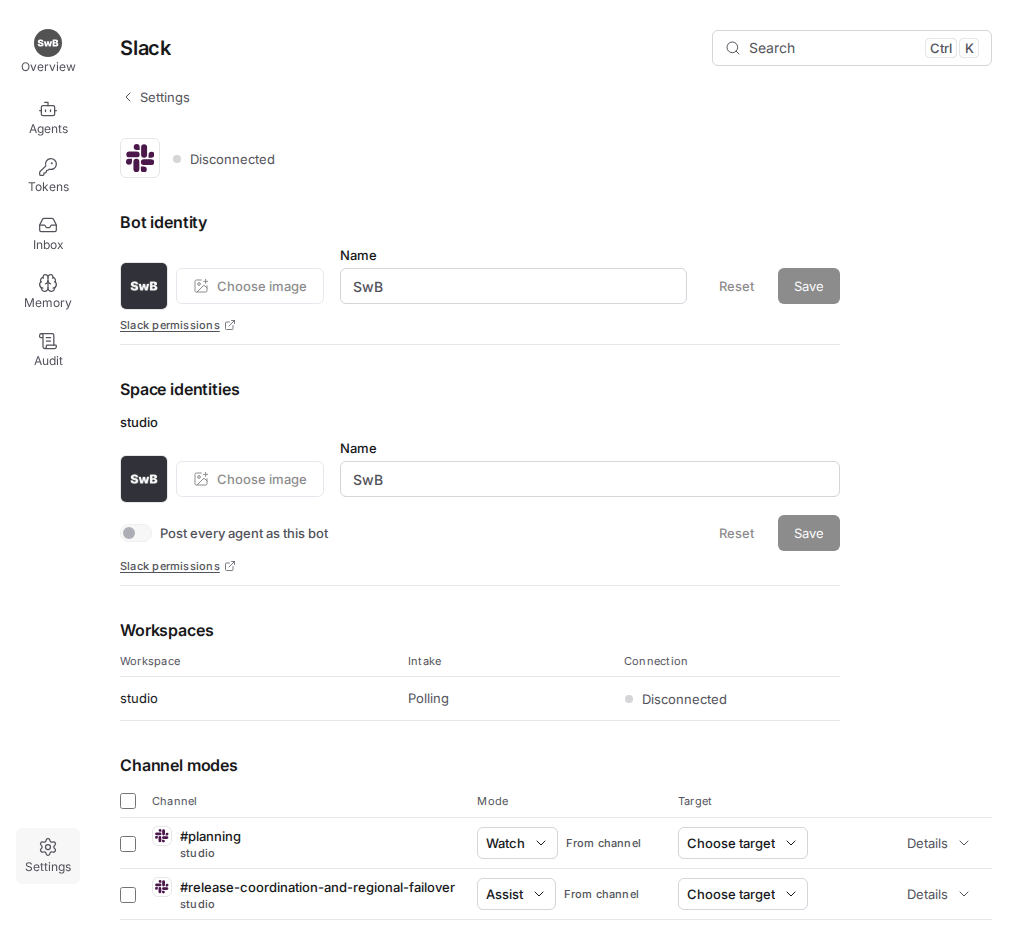 SwB
Overview
Agents
Tokens
Inbox
Memory
Audit
Settings
Slack
Search
Ctrl K
Settings
Disconnected
Bot identity
Name
SwB
Choose image
SwB
Reset
Save
Slack permissions
Space identities
studio
Name
SwB
Choose image
SwB
Post every agent as this bot
Reset
Save
Slack permissions
Workspaces
Workspace Intake Connection
studio Polling Disconnected
Channel modes
Channel Mode Target
#planning
studio
Watch From channel Choose target Details
#release-coordination-and-regional-failover
studio
Assist From channel Choose target Details